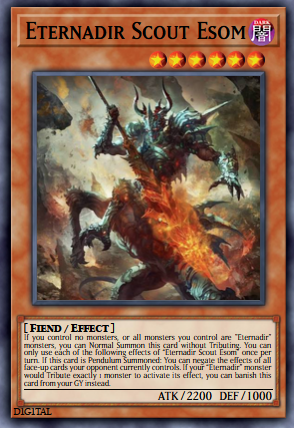 Eternadir Scout Esom
DARK
闇
[ Fiend / Effect ]
If you control no monsters, or all monsters you control are "Eternadir"
monsters, you can Normal Summon this card without Tributing. You can
only use each of the following effects of "Eternadir Scout Esom" once per
turn. If this card is Pendulum Summoned: You can negate the effects of all
face-up cards your opponent currently controls. If your "Eternadir" monster
would Tribute exactly 1 monster to activate its effect, you can banish this
card from your GY instead.
ATK/2200 DEF/1000
DIGITAL